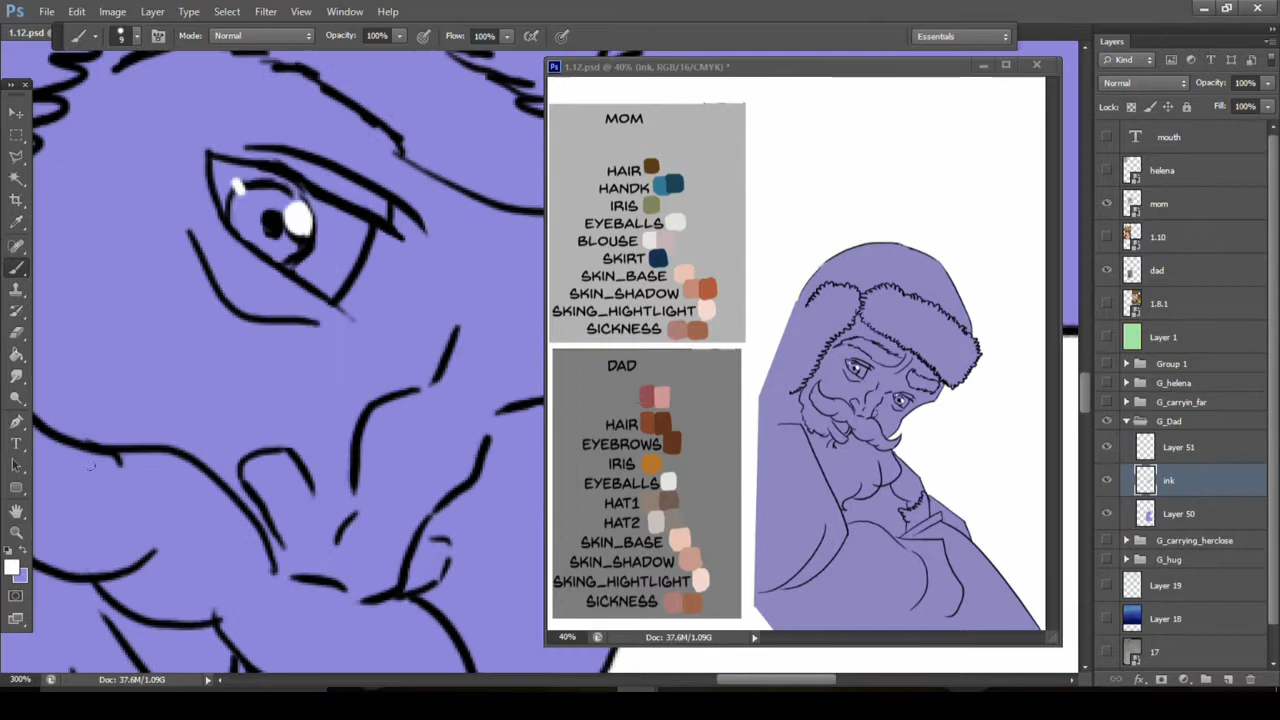 Ps File Edit Image Layer Type Select Filter View Window Help
1.12.psd @
9 Mode: Normal Opacity: 100% Flow: 100% Essentials
1.12.psd @ 40% (ink, RGB/16/CMYK) *
MOM
HAIR
HANDK
IRIS
EYEBALLS
BLOUSE
SKIRT
SKIN_BASE
SKIN_SHADOW
SKING_HIGHTLIGHT
SICKNESS
DAD
HAIR
EYEBROWS
IRIS
EYEBALLS
HAT1
HAT2
SKIN_BASE
SKIN_SHADOW
SKING_HIGHTLIGHT
SICKNESS
40% Doc: 37.6M/1.09G
300% Doc: 37.6M/1.09G
Layers
Kind
Normal Opacity: 100%
Lock: Fill: 100%
T mouth
helena
mom
1.10
dad
1.8.1
Layer 1
Group 1
G_helena
G_carryin_far
G_Dad
Layer 51
ink
Layer 50
G_carrying_herclose
G_hug
Layer 19
Layer 18
17
fx